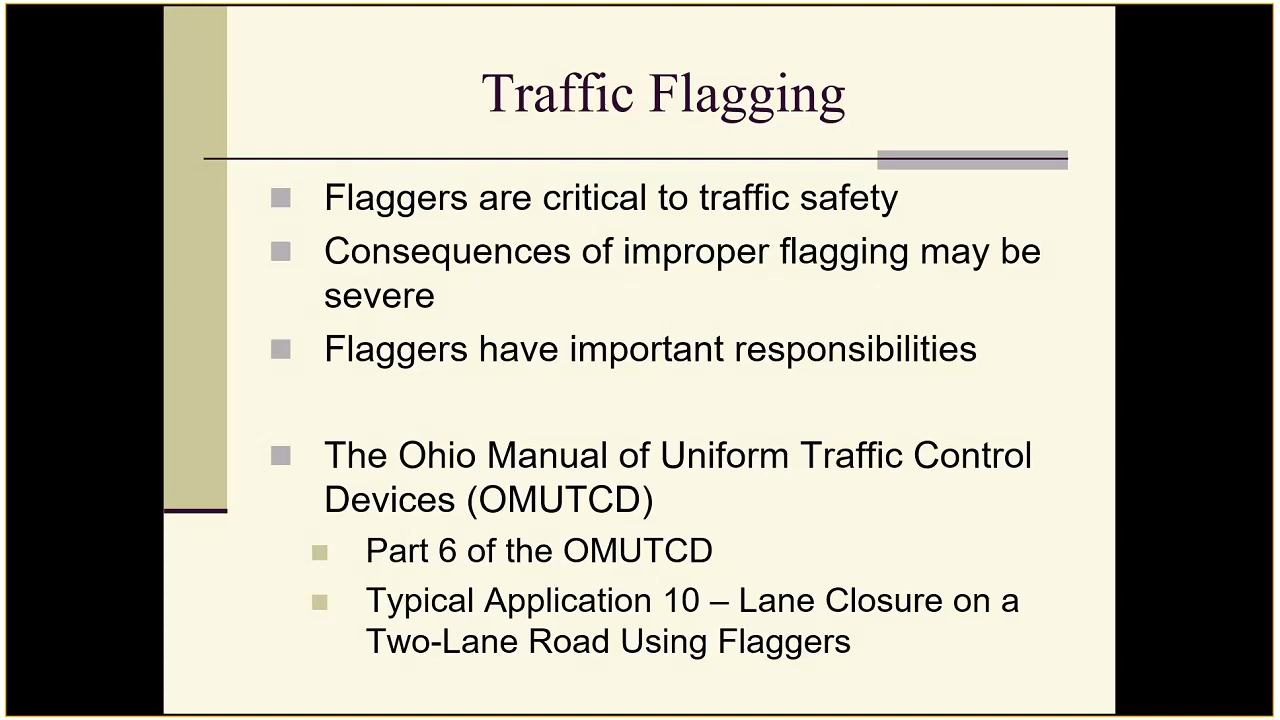 Traffic Flagging
Flaggers are critical to traffic safety
Consequences of improper flagging may be
severe
Flaggers have important responsibilities
The Ohio Manual of Uniform Traffic Control
Devices (OMUTCD)
Part 6 of the OMUTCD
Typical Application 10 – Lane Closure on a
Two-Lane Road Using Flaggers